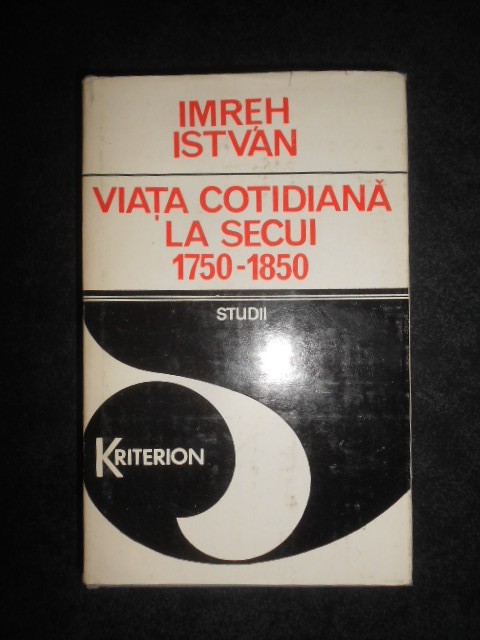 IMREH
ISTVÁN
VIAȚA COTIDIANĂ
LA SECUI
1750-1850
STUDII
KRITERION